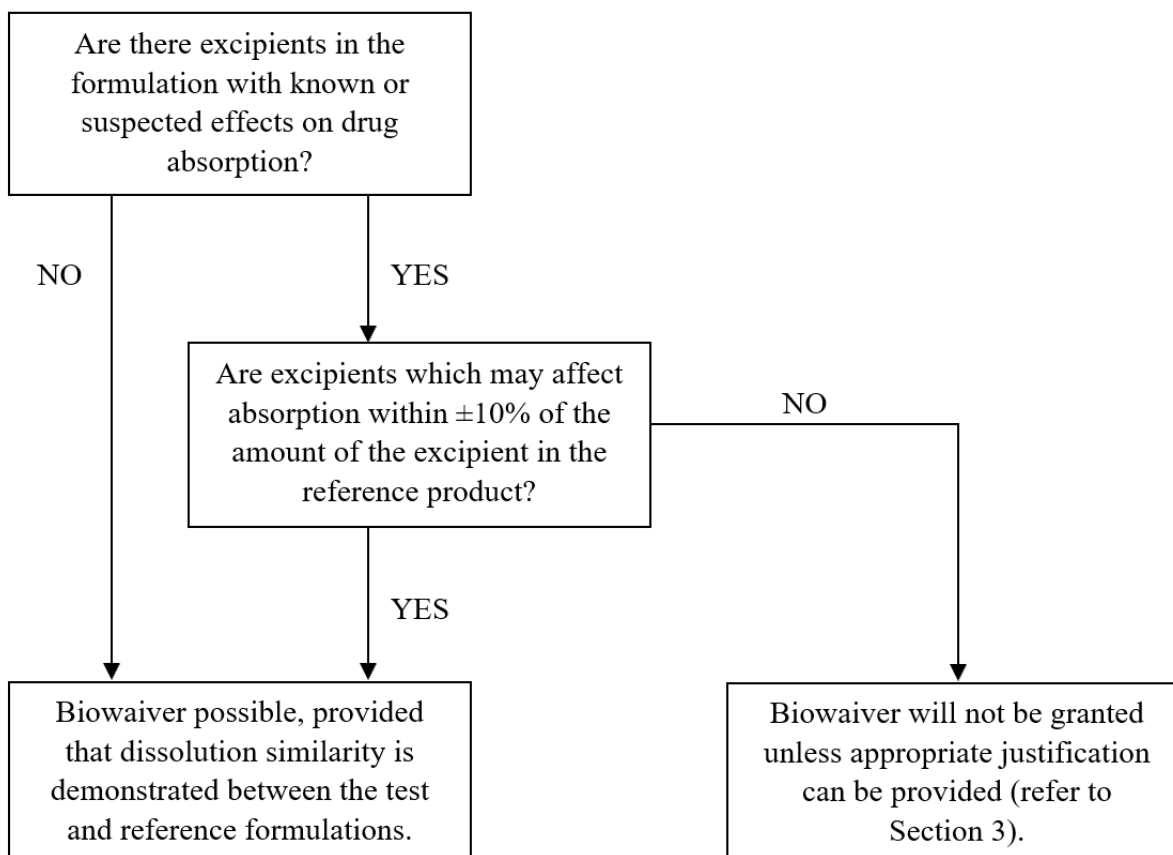 Are there excipients in the
formulation with known or
suspected effects on drug
absorption?
NO
YES
Are excipients which may affect
absorption within ±10% of the
amount of the excipient in the
reference product?
NO
YES
Biowaiver possible, provided
that dissolution similarity is
demonstrated between the test
and reference formulations.
Biowaiver will not be granted
unless appropriate justification
can be provided (refer to
Section 3).